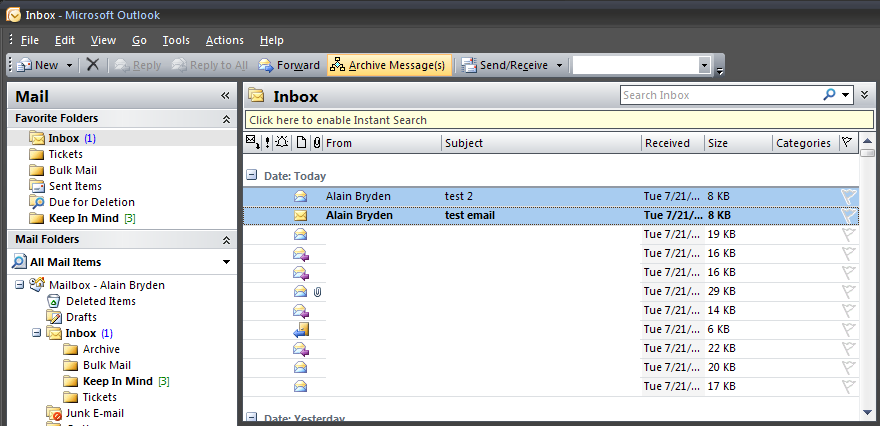 Inbox - Microsoft Outlook
File Edit View Go Tools Actions Help
New Reply Reply to All Forward Archive Message(s) Send/Receive
Mail «
Favorite Folders
Inbox (1)
Tickets
Bulk Mail
Sent Items
Due for Deletion
Keep In Mind [3]
Mail Folders
All Mail Items
Mailbox - Alain Bryden
Deleted Items
Drafts
Inbox (1)
Archive
Bulk Mail
Keep In Mind [3]
Tickets
Junk E-mail
Inbox Search Inbox
Click here to enable Instant Search
! From Subject Received Size Categories
Date: Today
Alain Bryden test 2 Tue 7/21/... 8 KB
Alain Bryden test email Tue 7/21/... 8 KB
Tue 7/21/... 19 KB
Tue 7/21/... 16 KB
Tue 7/21/... 16 KB
Tue 7/21/... 29 KB
Tue 7/21/... 14 KB
Tue 7/21/... 6 KB
Tue 7/21/... 22 KB
Tue 7/21/... 20 KB
Tue 7/21/... 17 KB
Date: Yesterday